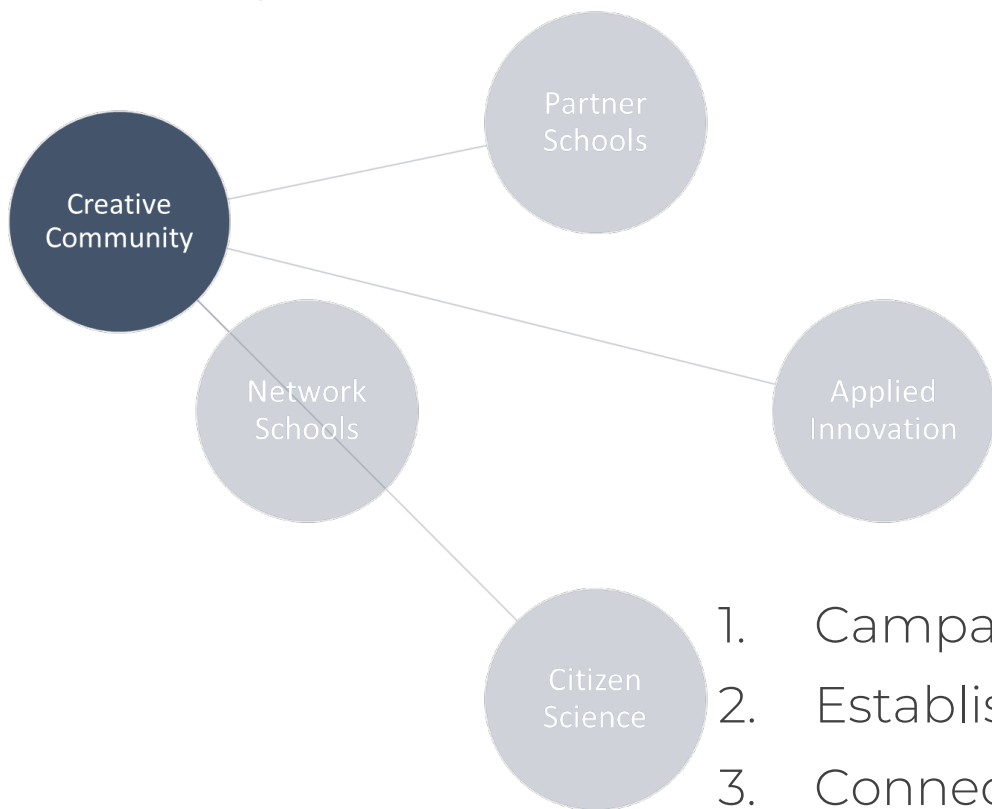 Partner
Schools
Creative
Community
Network
Schools
Applied
Innovation
Citizen
Science
1.
2.
3.